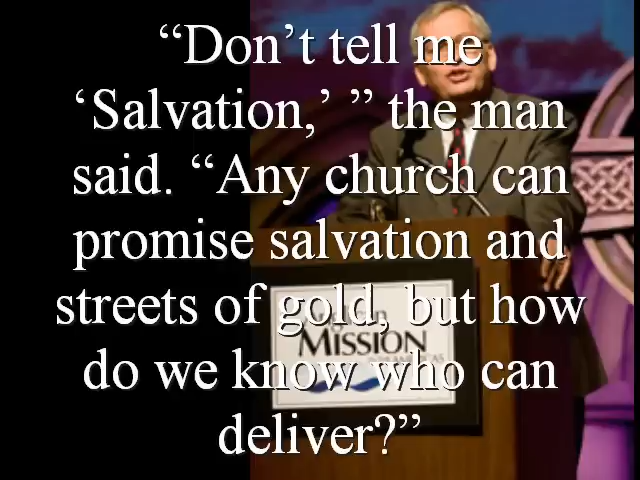 “Don’t tell me
‘Salvation,’ ” the man
said. “Any church can
promise salvation and
streets of gold, but how
do we know who can
deliver?”
MISSION